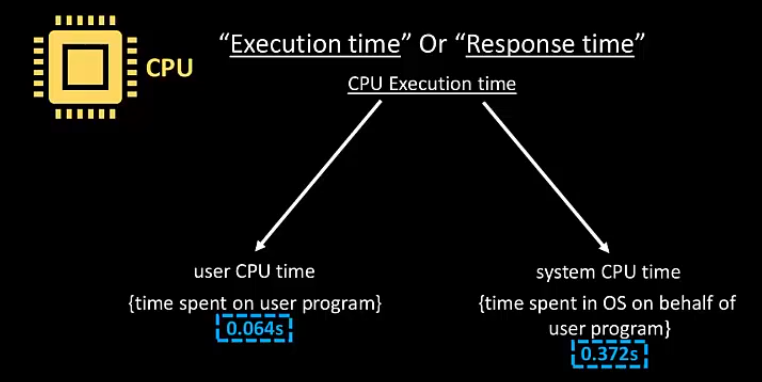 CPU
“Execution time” Or “Response time”
CPU Execution time
user CPU time
{time spent on user program}
0.064s
system CPU time
{time spent in OS on behalf of
user program}
0.372s